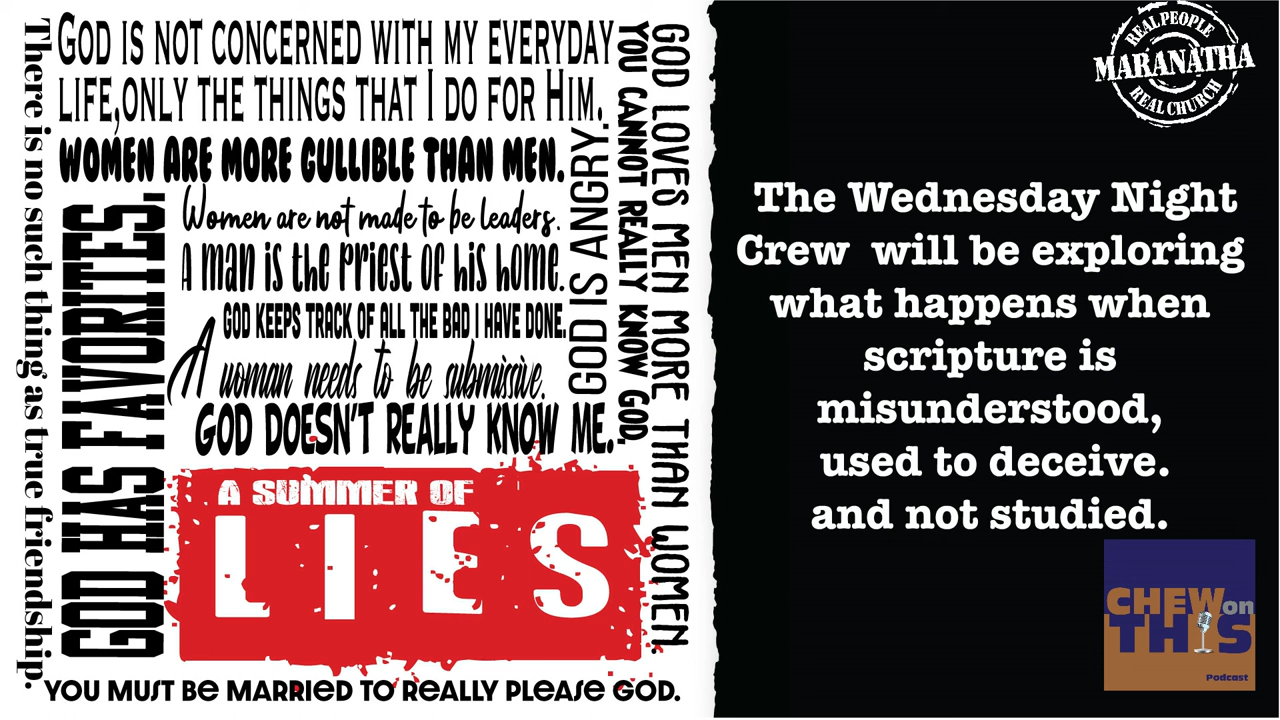 There is no such thing as true friendship.
GOD IS NOT CONCERNED WITH MY EVERYDAY
LIFE, ONLY THE THINGS THAT I DO FOR HIM.
WOMEN ARE MORE GULLIBLE THAN MEN.
GOD HAS FAVORITES.
Women are not made to be leaders.
A man is the priest of his home.
GOD KEEPS TRACK OF ALL THE BAD I HAVE DONE.
A woman needs to be submissive.
GOD DOESN'T REALLY KNOW ME.
GOD IS ANGRY.
YOU CANNOT REALLY KNOW GOD.
GOD LOVES MEN MORE THAN WOMEN.
A SUMMER OF
LIES
YOU MUST BE MARRIED TO REALLY PLEASE GOD.
REAL PEOPLE
MARANATHA
REAL CHURCH
The Wednesday Night
Crew will be exploring
what happens when
scripture is
misunderstood,
used to deceive.
and not studied.
CHEW on
THIS
Podcast